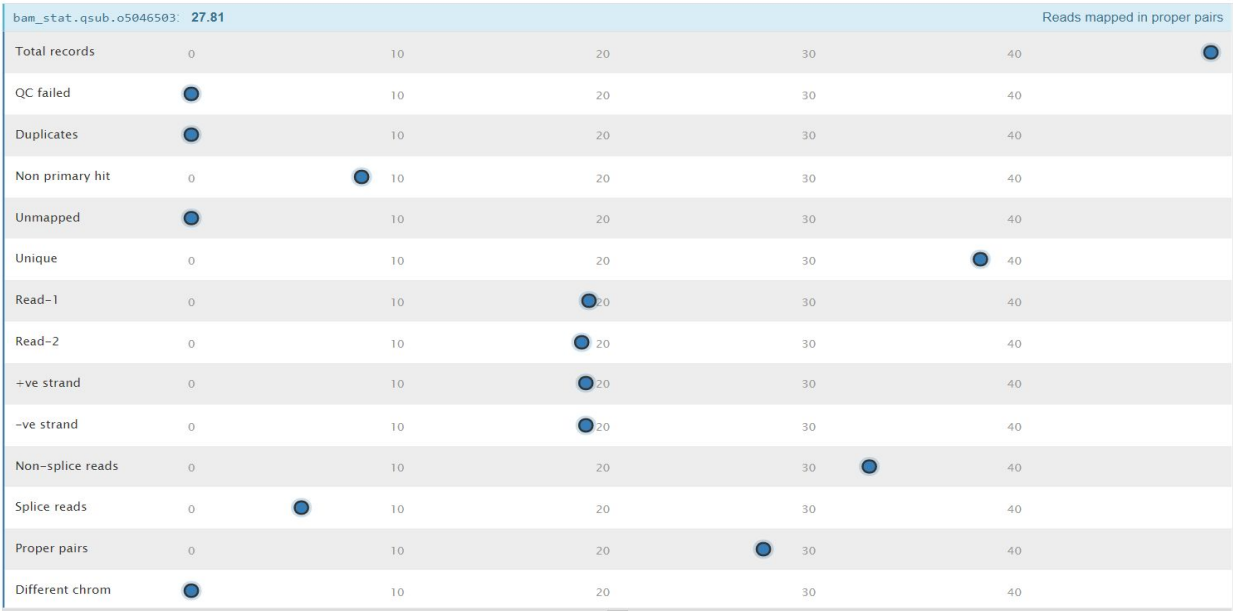 bam_stat.qsub.o5046503: 27.81 Reads mapped in proper pairs
Total records 0 10 20 30 40
QC failed 10 20 30 40
Duplicates 10 20 30 40
Non primary hit 0 10 20 30 40
Unmapped 10 20 30 40
Unique 0 10 20 30 40
Read-1 0 10 20 30 40
Read-2 0 10 20 30 40
+ve strand 0 10 20 30 40
-ve strand 0 10 20 30 40
Non-splice reads 0 10 20 30 40
Splice reads 0 10 20 30 40
Proper pairs 0 10 20 30 40
Different chrom 10 20 30 40